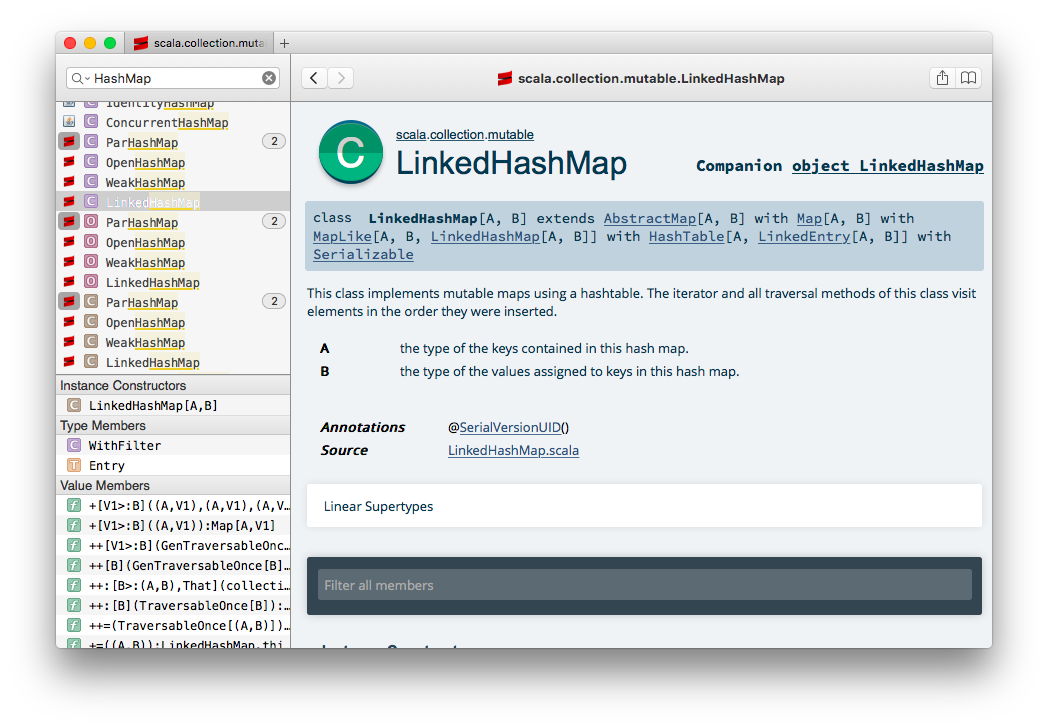 scala.collection.muta
HashMap
scala.collection.mutable.LinkedHashMap
IdentityHashMap
ConcurrentHashMap
ParHashMap 2
OpenHashMap
WeakHashMap
LinkedHashMap
ParHashMap 2
OpenHashMap
WeakHashMap
LinkedHashMap
ParHashMap 2
OpenHashMap
WeakHashMap
LinkedHashMap
Instance Constructors
C LinkedHashMap[A,B]
Type Members
C WithFilter
T Entry
Value Members
f +[V1>:B]((A,V1),(A,V1),(A,V…
f +[V1>:B]((A,V1)):Map[A,V1]
f ++[V1>:B](GenTraversableOnc…
f ++[B](GenTraversableOnce[B]…
f ++:[B>:(A,B),That](collecti…
f ++:[B](TraversableOnce[B]):…
f ++=(TraversableOnce[(A,B)])…
f +=((A,B)):LinkedHashMap.thi
C
scala.collection.mutable
LinkedHashMap
Companion object LinkedHashMap
class LinkedHashMap[A, B] extends AbstractMap[A, B] with Map[A, B] with
MapLike[A, B, LinkedHashMap[A, B]] with HashTable[A, LinkedEntry[A, B]] with
Serializable
This class implements mutable maps using a hashtable. The iterator and all traversal methods of this class visit
elements in the order they were inserted.
A the type of the keys contained in this hash map.
B the type of the values assigned to keys in this hash map.
Annotations @SerialVersionUID()
Source LinkedHashMap.scala
Linear Supertypes
Filter all members